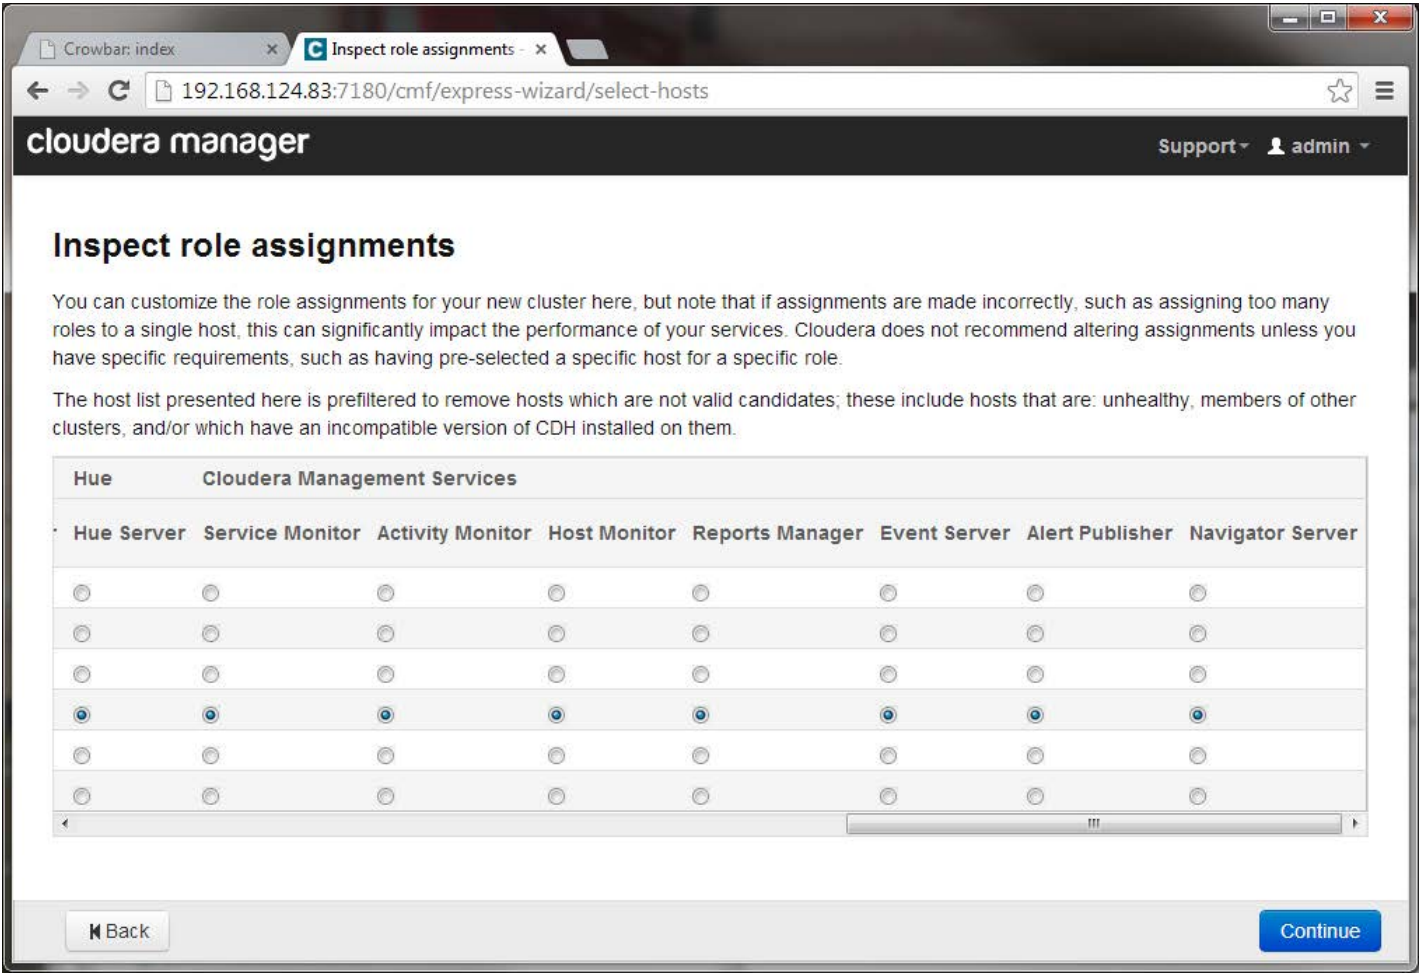 Crowbar: index
Inspect role assignments -
192.168.124.83:7180/cmf/express-wizard/select-hosts
cloudera manager
Support
admin
Inspect role assignments
You can customize the role assignments for your new cluster here, but note that if assignments are made incorrectly, such as assigning too many
roles to a single host, this can significantly impact the performance of your services. Cloudera does not recommend altering assignments unless you
have specific requirements, such as having pre-selected a specific host for a specific role.
The host list presented here is prefiltered to remove hosts which are not valid candidates; these include hosts that are: unhealthy, members of other
clusters, and/or which have an incompatible version of CDH installed on them.
Hue Cloudera Management Services
Hue Server Service Monitor Activity Monitor Host Monitor Reports Manager Event Server Alert Publisher Navigator Server
Back
Continue